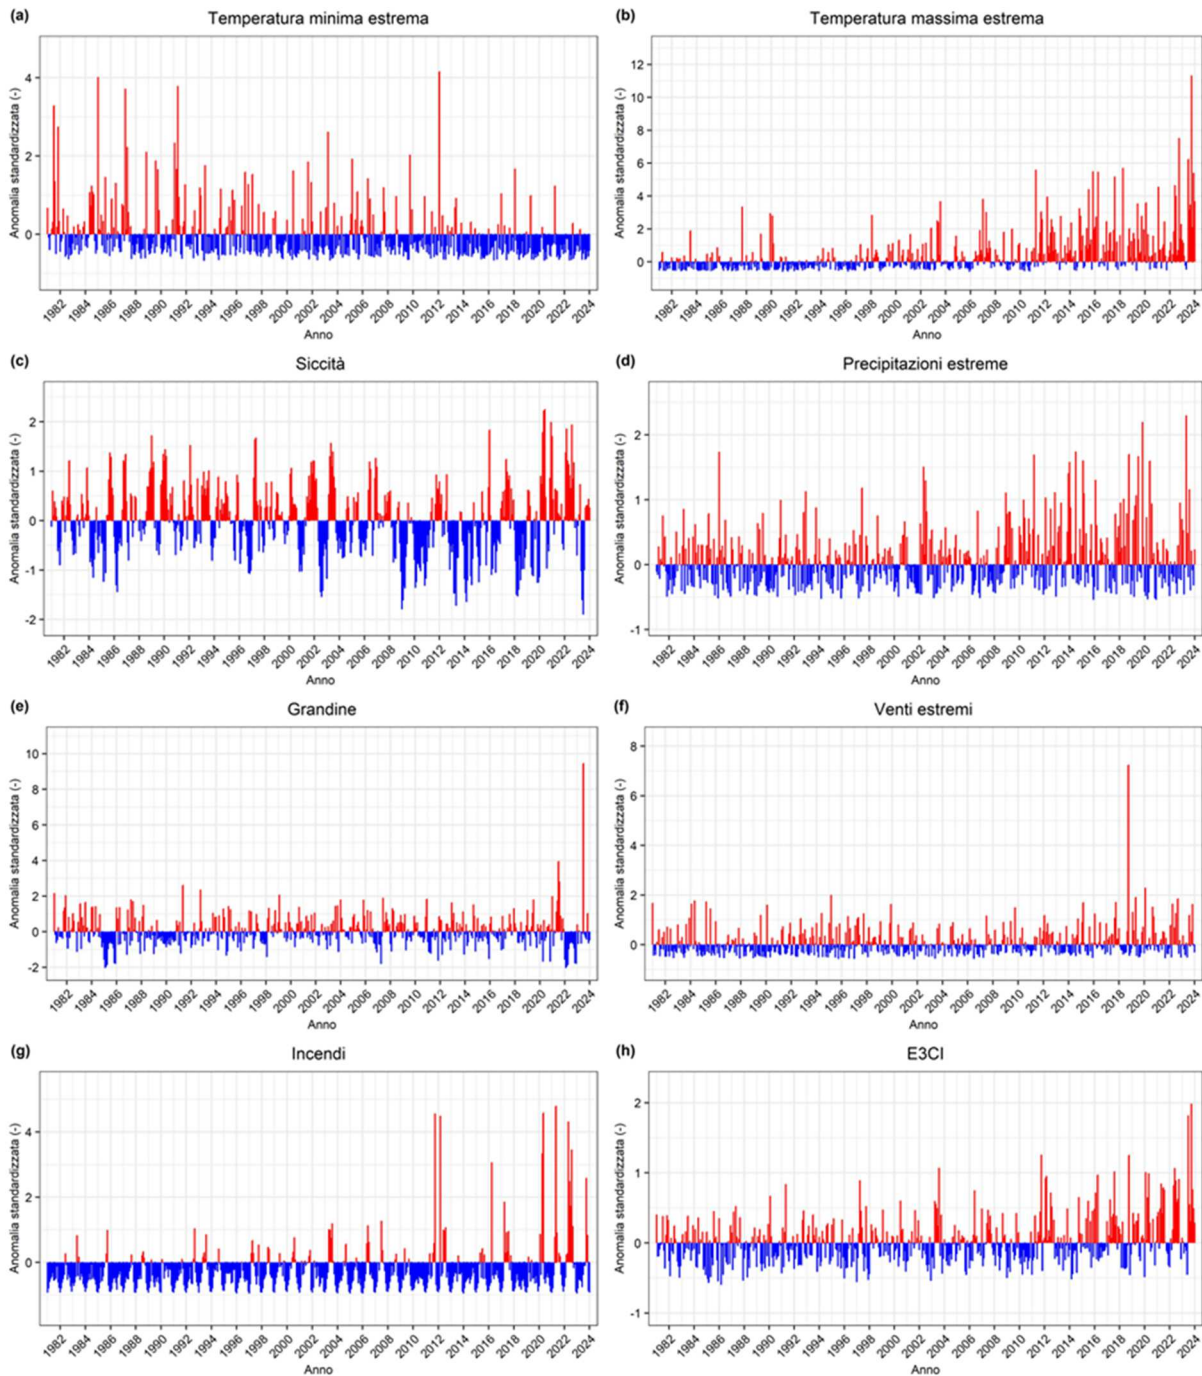 (a) Temperatura minima estrema
Anomalia standardizzata (-)
4
2
0
1982 1984 1986 1988 1990 1992 1994 1996 1998 2000 2002 2004 2006 2008 2010 2012 2014 2016 2018 2020 2022 2024
Anno
(b) Temperatura massima estrema
Anomalia standardizzata (-)
12
10
8
6
4
2
0
1982 1984 1986 1988 1990 1992 1994 1996 1998 2000 2002 2004 2006 2008 2010 2012 2014 2016 2018 2020 2022 2024
Anno
(c) Siccità
Anomalia standardizzata (-)
2
1
0
-1
-2
1982 1984 1986 1988 1990 1992 1994 1996 1998 2000 2002 2004 2006 2008 2010 2012 2014 2016 2018 2020 2022 2024
Anno
(d) Precipitazioni estreme
Anomalia standardizzata (-)
2
1
0
-1
1982 1984 1986 1988 1990 1992 1994 1996 1998 2000 2002 2004 2006 2008 2010 2012 2014 2016 2018 2020 2022 2024
Anno
(e) Grandine
Anomalia standardizzata (-)
10
8
6
4
2
0
-2
1982 1984 1986 1988 1990 1992 1994 1996 1998 2000 2002 2004 2006 2008 2010 2012 2014 2016 2018 2020 2022 2024
Anno
(f) Venti estremi
Anomalia standardizzata (-)
8
6
4
2
0
1982 1984 1986 1988 1990 1992 1994 1996 1998 2000 2002 2004 2006 2008 2010 2012 2014 2016 2018 2020 2022 2024
Anno
(g) Incendi
Anomalia standardizzata (-)
4
2
0
1982 1984 1986 1988 1990 1992 1994 1996 1998 2000 2002 2004 2006 2008 2010 2012 2014 2016 2018 2020 2022 2024
Anno
(h) E3CI
Anomalia standardizzata (-)
2
1
0
-1
1982 1984 1986 1988 1990 1992 1994 1996 1998 2000 2002 2004 2006 2008 2010 2012 2014 2016 2018 2020 2022 2024
Anno